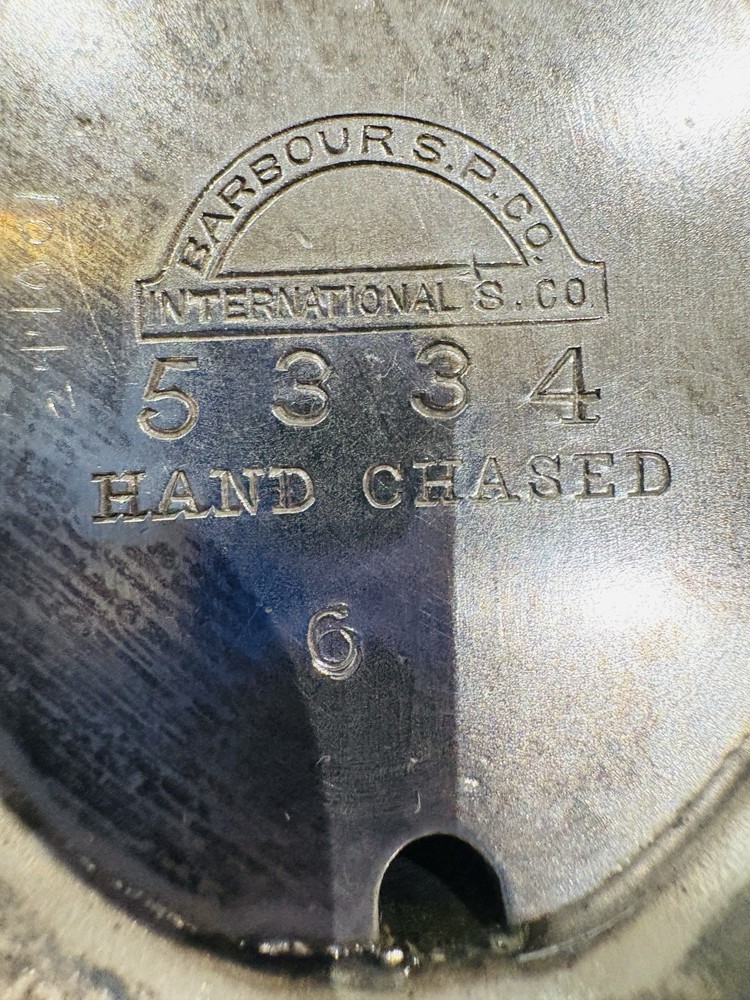 BARBOUR S.P.CO.
INTERNATIONAL S.CO.
5334
HAND CHASED
6